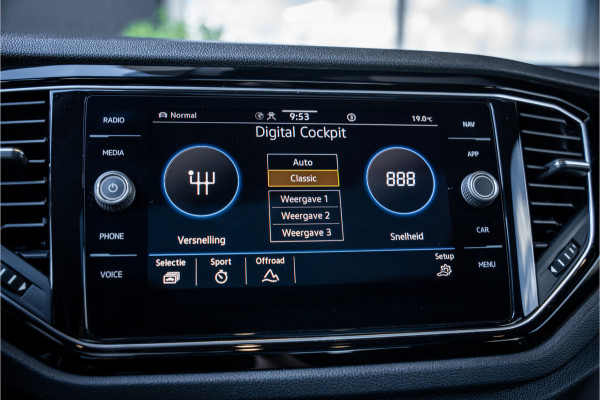 RADIO
MEDIA
PHONE
VOICE
Normal 9:53 19.0°C
Digital Cockpit
Auto
Classic
Weergave 1
Weergave 2
Weergave 3
Versnelling
888
Snelheid
Selectie Sport Offroad Setup
NAV
APP
CAR
MENU